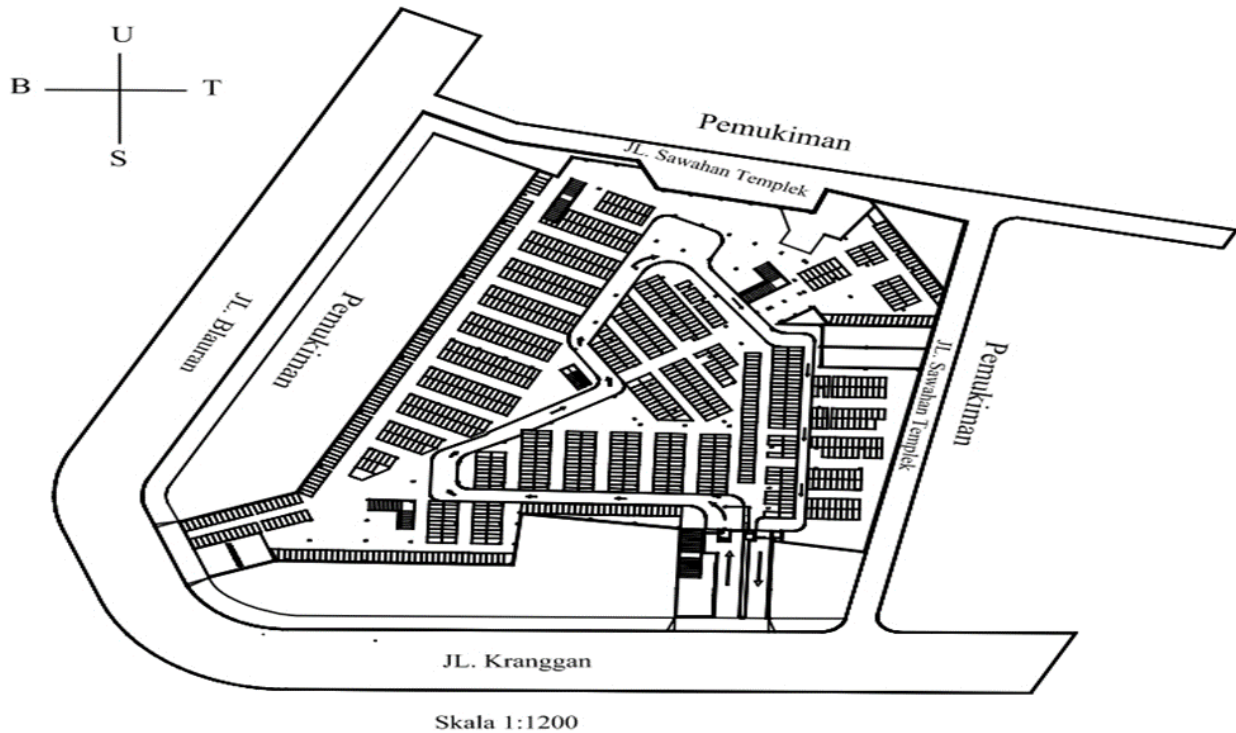 U
B T
S
Pemukiman
JL. Sawahan Templek
JL. Blauran
Pemukiman
JL. Sawahan Templek
Pemukiman
JL. Kranggan
Skala 1:1200